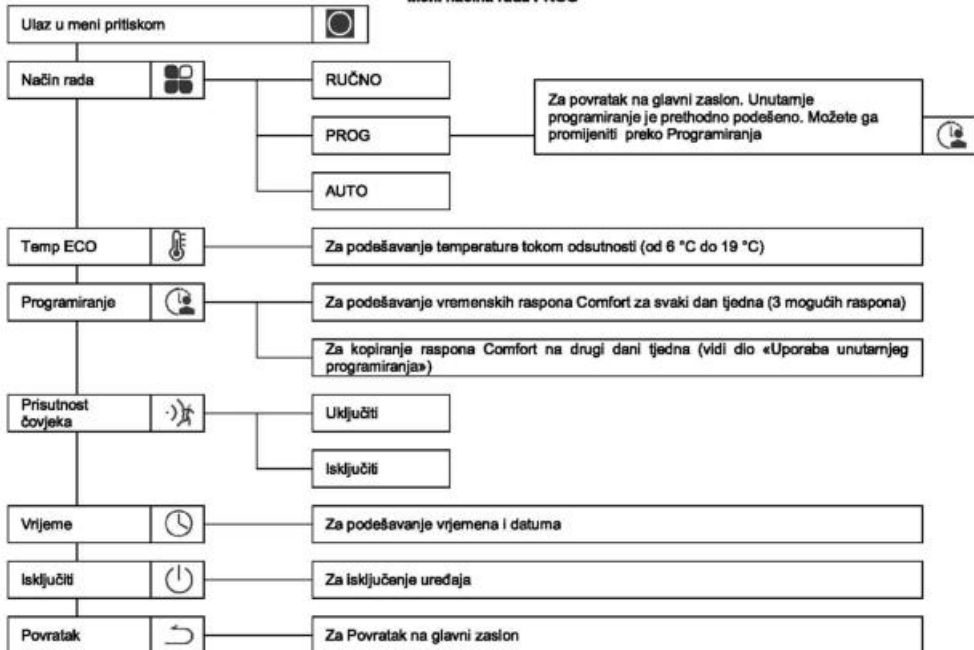 Meni načina rada PROG
Ulaz u meni pritiskom
Način rada
RUČNO
PROG
Za povratak na glavni zaslon. Unutarnje
programiranje je prethodno podešeno. Možete ga
promijeniti preko Programiranja
AUTO
Temp ECO
Za podešavanje temperature tokom odsutnosti (od 6 °C do 19 °C)
Programiranje
Za podešavanje vremenskih raspona Comfort za svaki dan tjedna (3 mogućih raspona)
Za kopiranje raspona Comfort na drugi dani tjedna (vidi dio «Uporaba unutarnjeg
programiranja»)
Prisutnost
čovjeka
Uključiti
Isključiti
Vrijeme
Za podešavanje vrjemena i datuma
Isključiti
Za isključenje uređaja
Povratak
Za Povratak na glavni zaslon